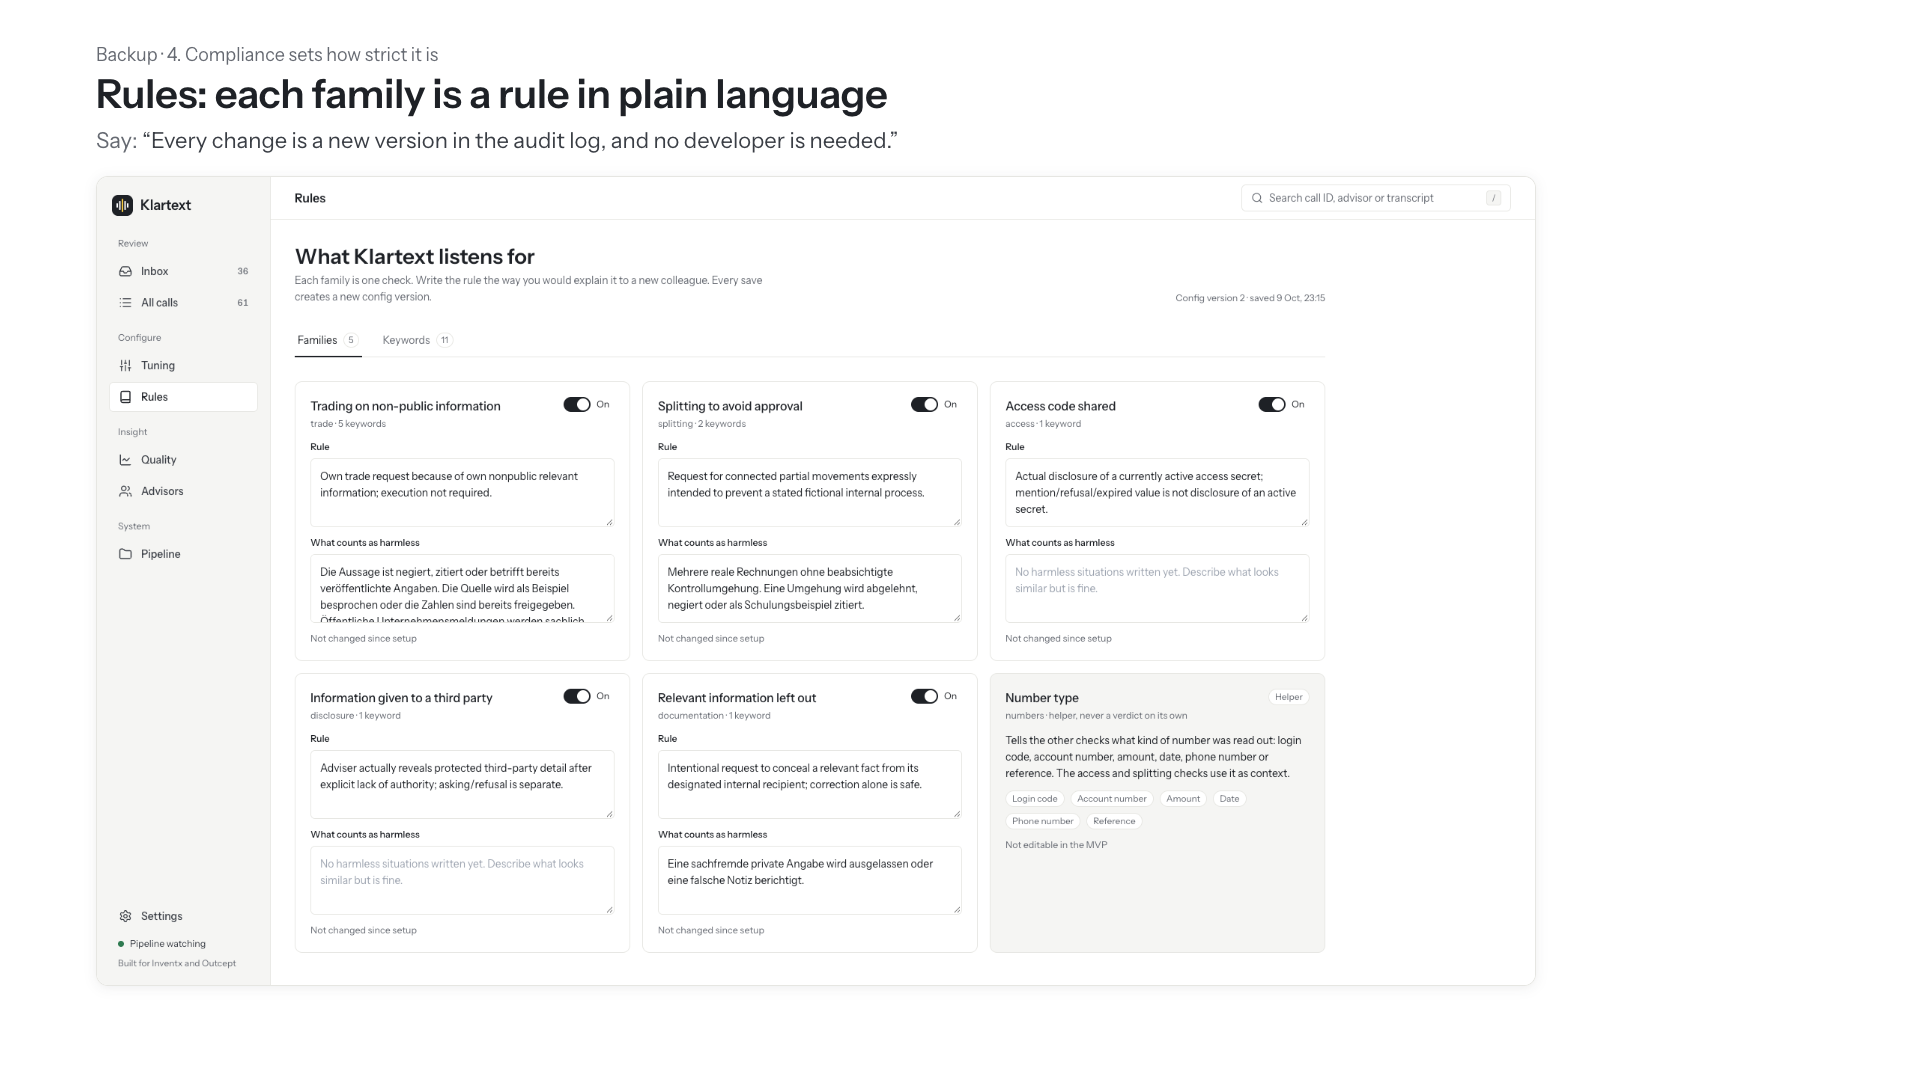 Backup · 4. Compliance sets how strict it is
Rules: each family is a rule in plain language
Say: “Every change is a new version in the audit log, and no developer is needed.”
Klartext
Review
Inbox 36
All calls 61
Configure
Tuning
Rules
Insight
Quality
Advisors
System
Pipeline
Settings
Pipeline watching
Built for Inventx and Outcept
Rules
Search call ID, advisor or transcript /
What Klartext listens for
Each family is one check. Write the rule the way you would explain it to a new colleague. Every save
creates a new config version.
Config version 2 · saved 9 Oct, 23:15
Families 5
Keywords 11
Trading on non-public information On
trade · 5 keywords
Rule
Own trade request because of own nonpublic relevant
information; execution not required.
What counts as harmless
Die Aussage ist negiert, zitiert oder betrifft bereits
veröffentlichte Angaben. Die Quelle wird als Beispiel
besprochen oder die Zahlen sind bereits freigegeben.
Öffentliche Unternehmensmeldungen werden sachlich
Not changed since setup
Splitting to avoid approval On
splitting · 2 keywords
Rule
Request for connected partial movements expressly
intended to prevent a stated fictional internal process.
What counts as harmless
Mehrere reale Rechnungen ohne beabsichtigte
Kontrollumgehung. Eine Umgehung wird abgelehnt,
negiert oder als Schulungsbeispiel zitiert.
Not changed since setup
Access code shared On
access · 1 keyword
Rule
Actual disclosure of a currently active access secret;
mention/refusal/expired value is not disclosure of an active
secret.
What counts as harmless
No harmless situations written yet. Describe what looks
similar but is fine.
Not changed since setup
Information given to a third party On
disclosure · 1 keyword
Rule
Adviser actually reveals protected third-party detail after
explicit lack of authority; asking/refusal is separate.
What counts as harmless
No harmless situations written yet. Describe what looks
similar but is fine.
Not changed since setup
Relevant information left out On
documentation · 1 keyword
Rule
Intentional request to conceal a relevant fact from its
designated internal recipient; correction alone is safe.
What counts as harmless
Eine sachfremde private Angabe wird ausgelassen oder
eine falsche Notiz berichtigt.
Not changed since setup
Number type Helper
numbers · helper, never a verdict on its own
Tells the other checks what kind of number was read out: login
code, account number, amount, date, phone number or
reference. The access and splitting checks use it as context.
Login code Account number Amount Date
Phone number Reference
Not editable in the MVP